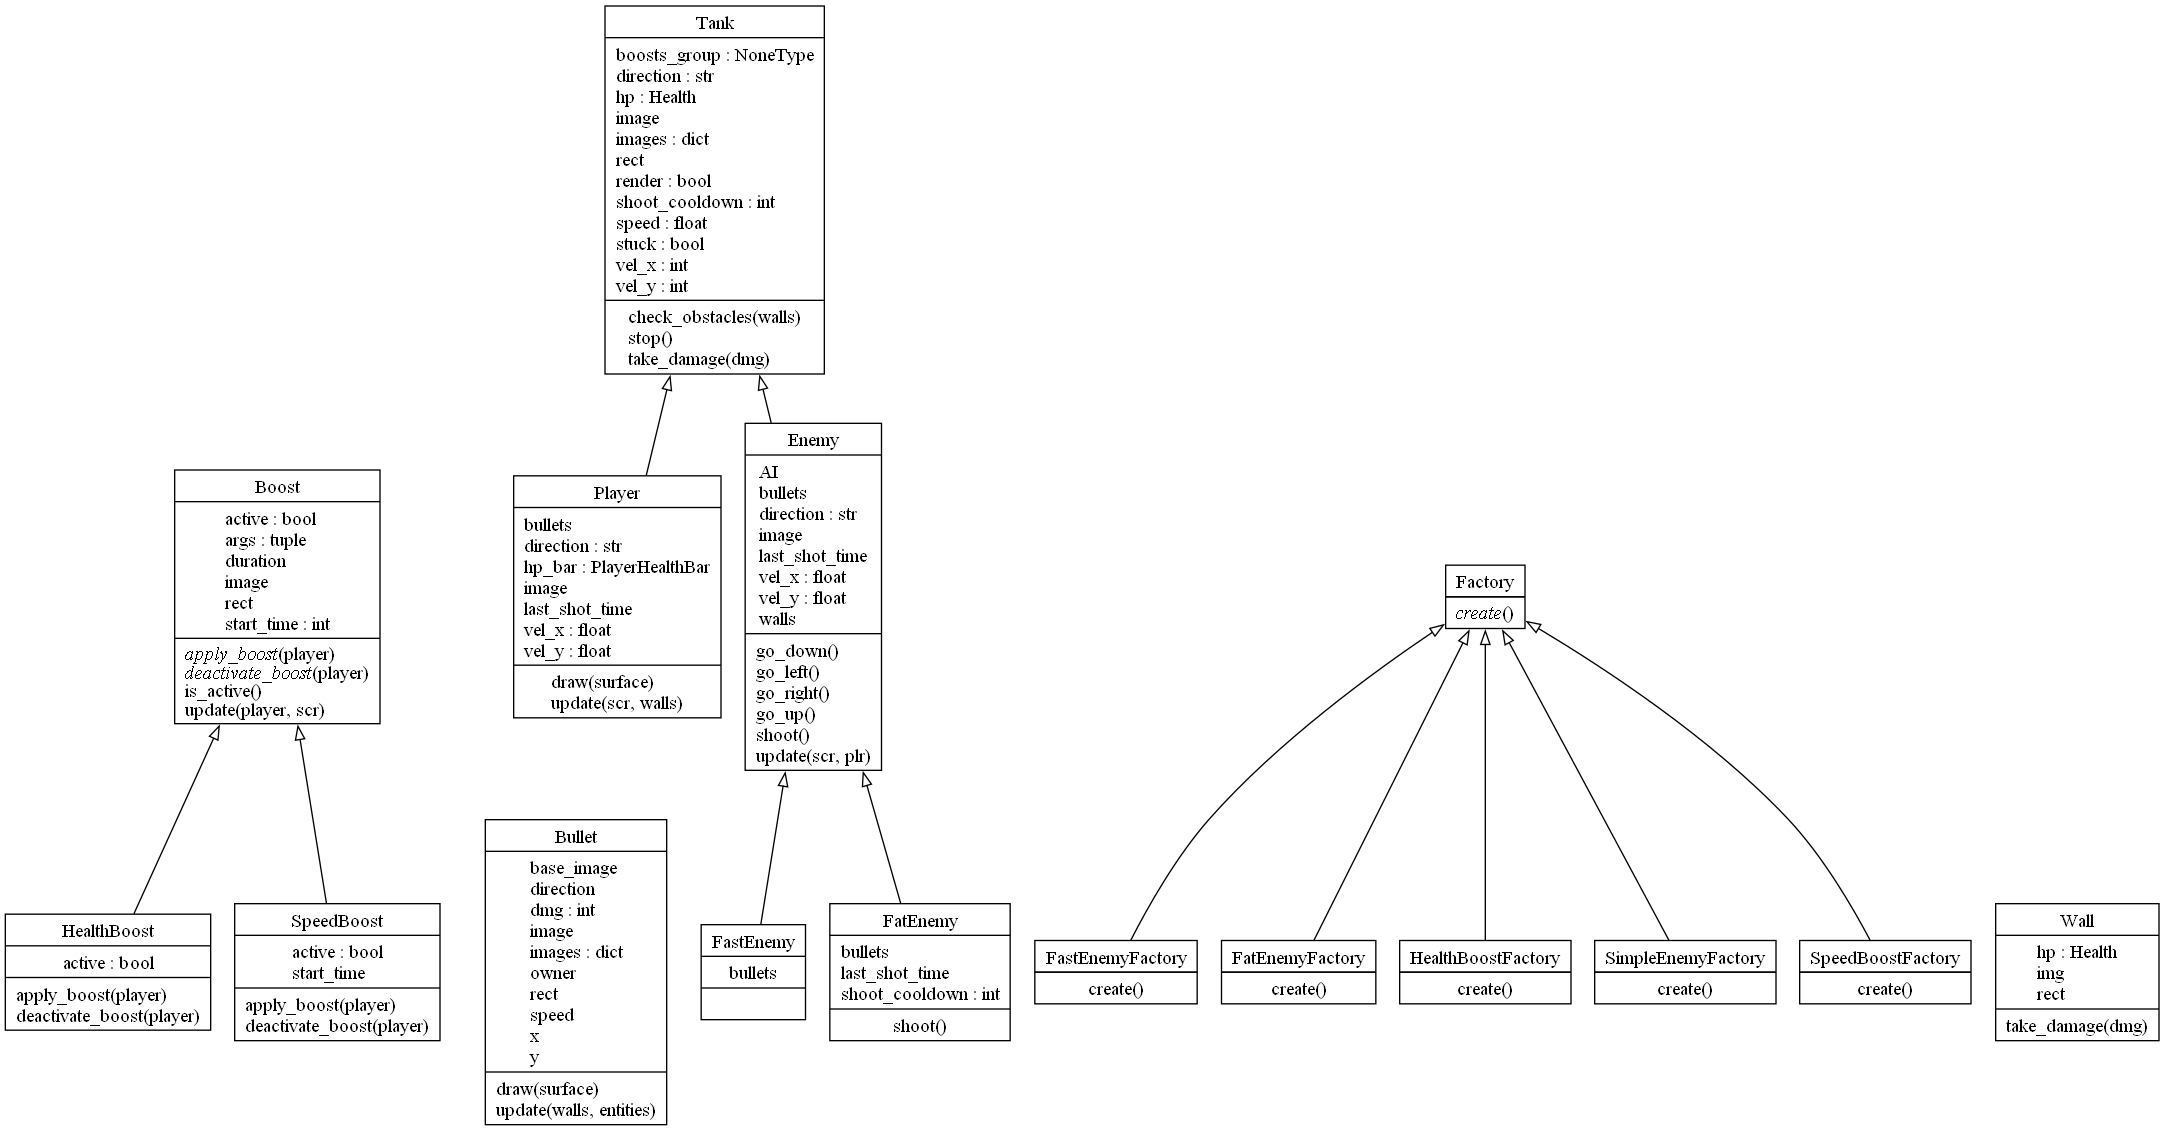 Tank
boosts_group : NoneType
direction : str
hp : Health
image
images : dict
rect
render : bool
shoot_cooldown : int
speed : float
stuck : bool
vel_x : int
vel_y : int
check_obstacles(walls)
stop()
take_damage(dmg)
Boost
active : bool
args : tuple
duration
image
rect
start_time : int
apply_boost(player)
deactivate_boost(player)
is_active()
update(player, scr)
Player
bullets
direction : str
hp_bar : PlayerHealthBar
image
last_shot_time
vel_x : float
vel_y : float
draw(surface)
update(scr, walls)
Enemy
AI
bullets
direction : str
image
last_shot_time
vel_x : float
vel_y : float
walls
go_down()
go_left()
go_right()
go_up()
shoot()
update(scr, plr)
Factory
create()
HealthBoost
active : bool
apply_boost(player)
deactivate_boost(player)
SpeedBoost
active : bool
start_time
apply_boost(player)
deactivate_boost(player)
Bullet
base_image
direction
dmg : int
image
images : dict
owner
rect
speed
x
y
draw(surface)
update(walls, entities)
FastEnemy
bullets
FatEnemy
bullets
last_shot_time
shoot_cooldown : int
shoot()
FastEnemyFactory
create()
FatEnemyFactory
create()
HealthBoostFactory
create()
SimpleEnemyFactory
create()
SpeedBoostFactory
create()
Wall
hp : Health
img
rect
take_damage(dmg)